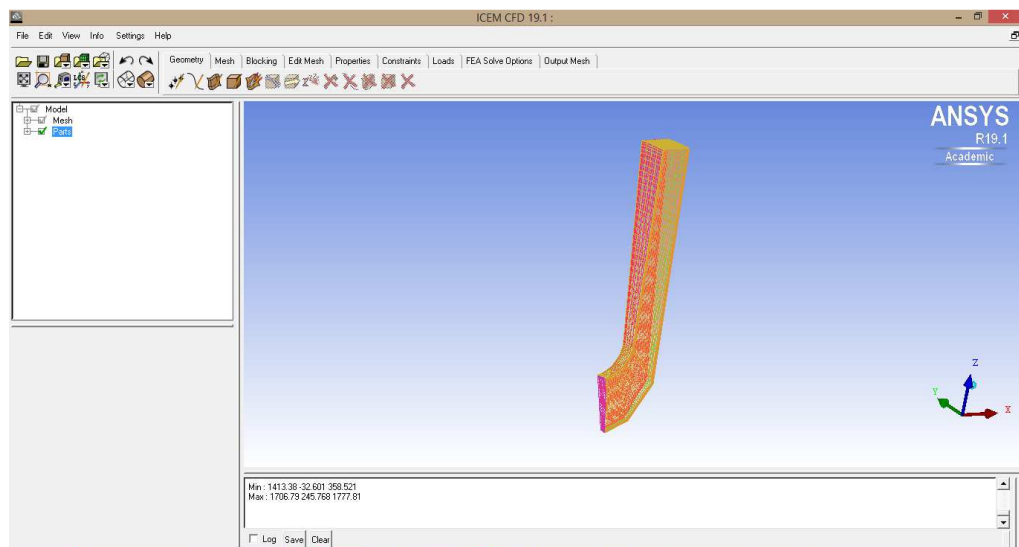 ICEM CFD 19.1 :
File Edit View Info Settings Help
Geometry Mesh Blocking Edit Mesh Properties Constraints Loads FEA Solve Options Output Mesh
Model
Mesh
Parts
ANSYS
R19.1
Academic
Z
Y
X
Min : 1413.38 -32.601 358.521
Max : 1706.79 245.768 1777.81
Log Save Clear